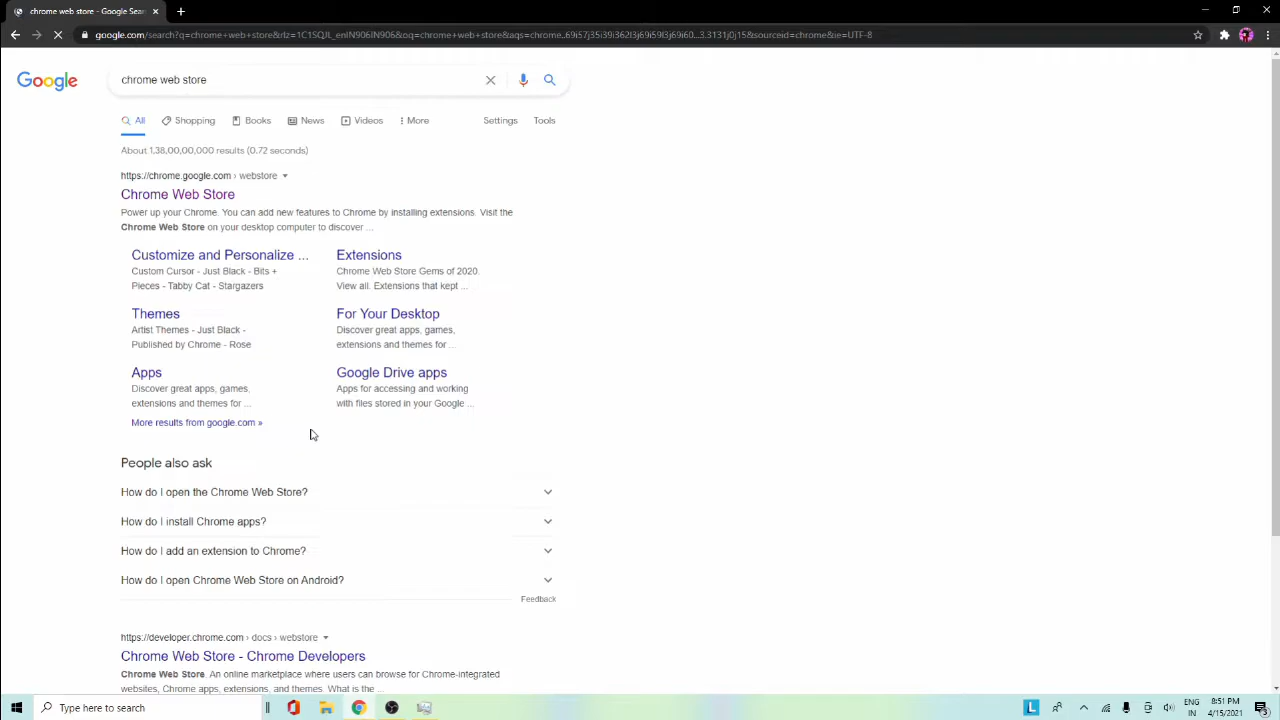 chrome web store - Google Sear
google.com/search?q=chrome+web+store&rlz=1C1SQJL_enIN906IN906&oq=chrome+web+store&aqs=chrome..69i57j35i39i362l3j69i59l3j69i60...3.3131j0j15&sourceid=chrome&ie=UTF-8
Google
chrome web store
All Shopping Books News Videos More Settings Tools
About 1,38,00,00,000 results (0.72 seconds)
https://chrome.google.com › webstore
Chrome Web Store
Power up your Chrome. You can add new features to Chrome by installing extensions. Visit the
Chrome Web Store on your desktop computer to discover ...
Customize and Personalize ...
Custom Cursor - Just Black - Bits +
Pieces - Tabby Cat - Stargazers
Extensions
Chrome Web Store Gems of 2020.
View all. Extensions that kept ...
Themes
Artist Themes - Just Black -
Published by Chrome - Rose
For Your Desktop
Discover great apps, games,
extensions and themes for ...
Apps
Discover great apps, games,
extensions and themes for ...
Google Drive apps
Apps for accessing and working
with files stored in your Google ...
More results from google.com »
People also ask
How do I open the Chrome Web Store?
How do I install Chrome apps?
How do I add an extension to Chrome?
How do I open Chrome Web Store on Android?
Feedback
https://developer.chrome.com › docs › webstore
Chrome Web Store - Chrome Developers
Chrome Web Store. An online marketplace where users can browse for Chrome-integrated
websites, Chrome apps, extensions, and themes. What is the ...
Type here to search
L
ENG
IN
8:51 PM
4/15/2021